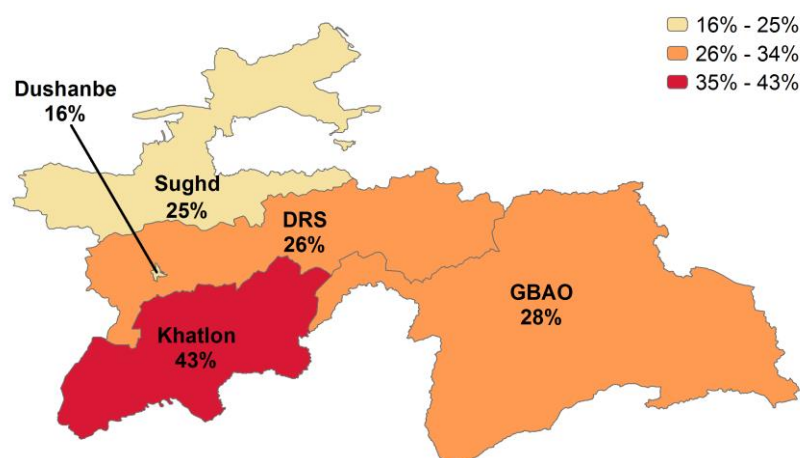 16% - 25%
26% - 34%
35% - 43%
Dushanbe
16%
Sughd
25%
DRS
26%
GBAO
28%
Khatlon
43%